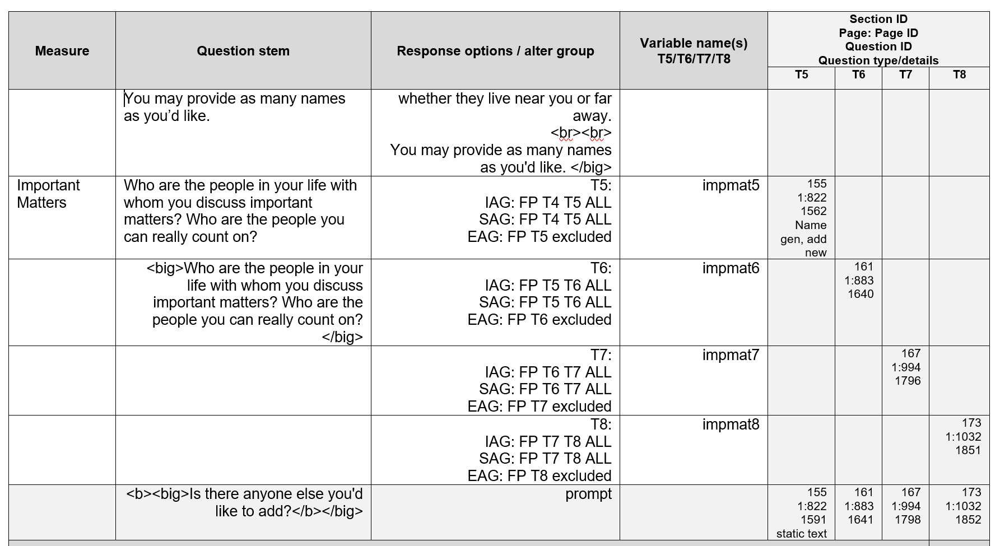 Measure
Question stem
Response options / alter group
Variable name(s)
T5/T6/T7/T8
Section ID
Page: Page ID
Question ID
Question type/details
T5
T6
T7
T8
You may provide as many names
as you’d like.
whether they live near you or far
away.
<br><br>
You may provide as many names
as you'd like. </big>
Important
Matters
Who are the people in your life with
whom you discuss important
matters? Who are the people you
can really count on?
T5:
IAG: FP T4 T5 ALL
SAG: FP T4 T5 ALL
EAG: FP T5 excluded
impmat5
155
1:822
1562
Name
gen, add
new
<big>Who are the people in your
life with whom you discuss
important matters? Who are the
people you can really count on?
</big>
T6:
IAG: FP T5 T6 ALL
SAG: FP T5 T6 ALL
EAG: FP T6 excluded
impmat6
161
1:883
1640
T7:
IAG: FP T6 T7 ALL
SAG: FP T6 T7 ALL
EAG: FP T7 excluded
impmat7
167
1:994
1796
T8:
IAG: FP T7 T8 ALL
SAG: FP T7 T8 ALL
EAG: FP T8 excluded
impmat8
173
1:1032
1851
<b><big>Is there anyone else you'd
like to add?</b></big>
prompt
155
1:822
1591
static text
161
1:883
1641
167
1:994
1798
173
1:1032
1852